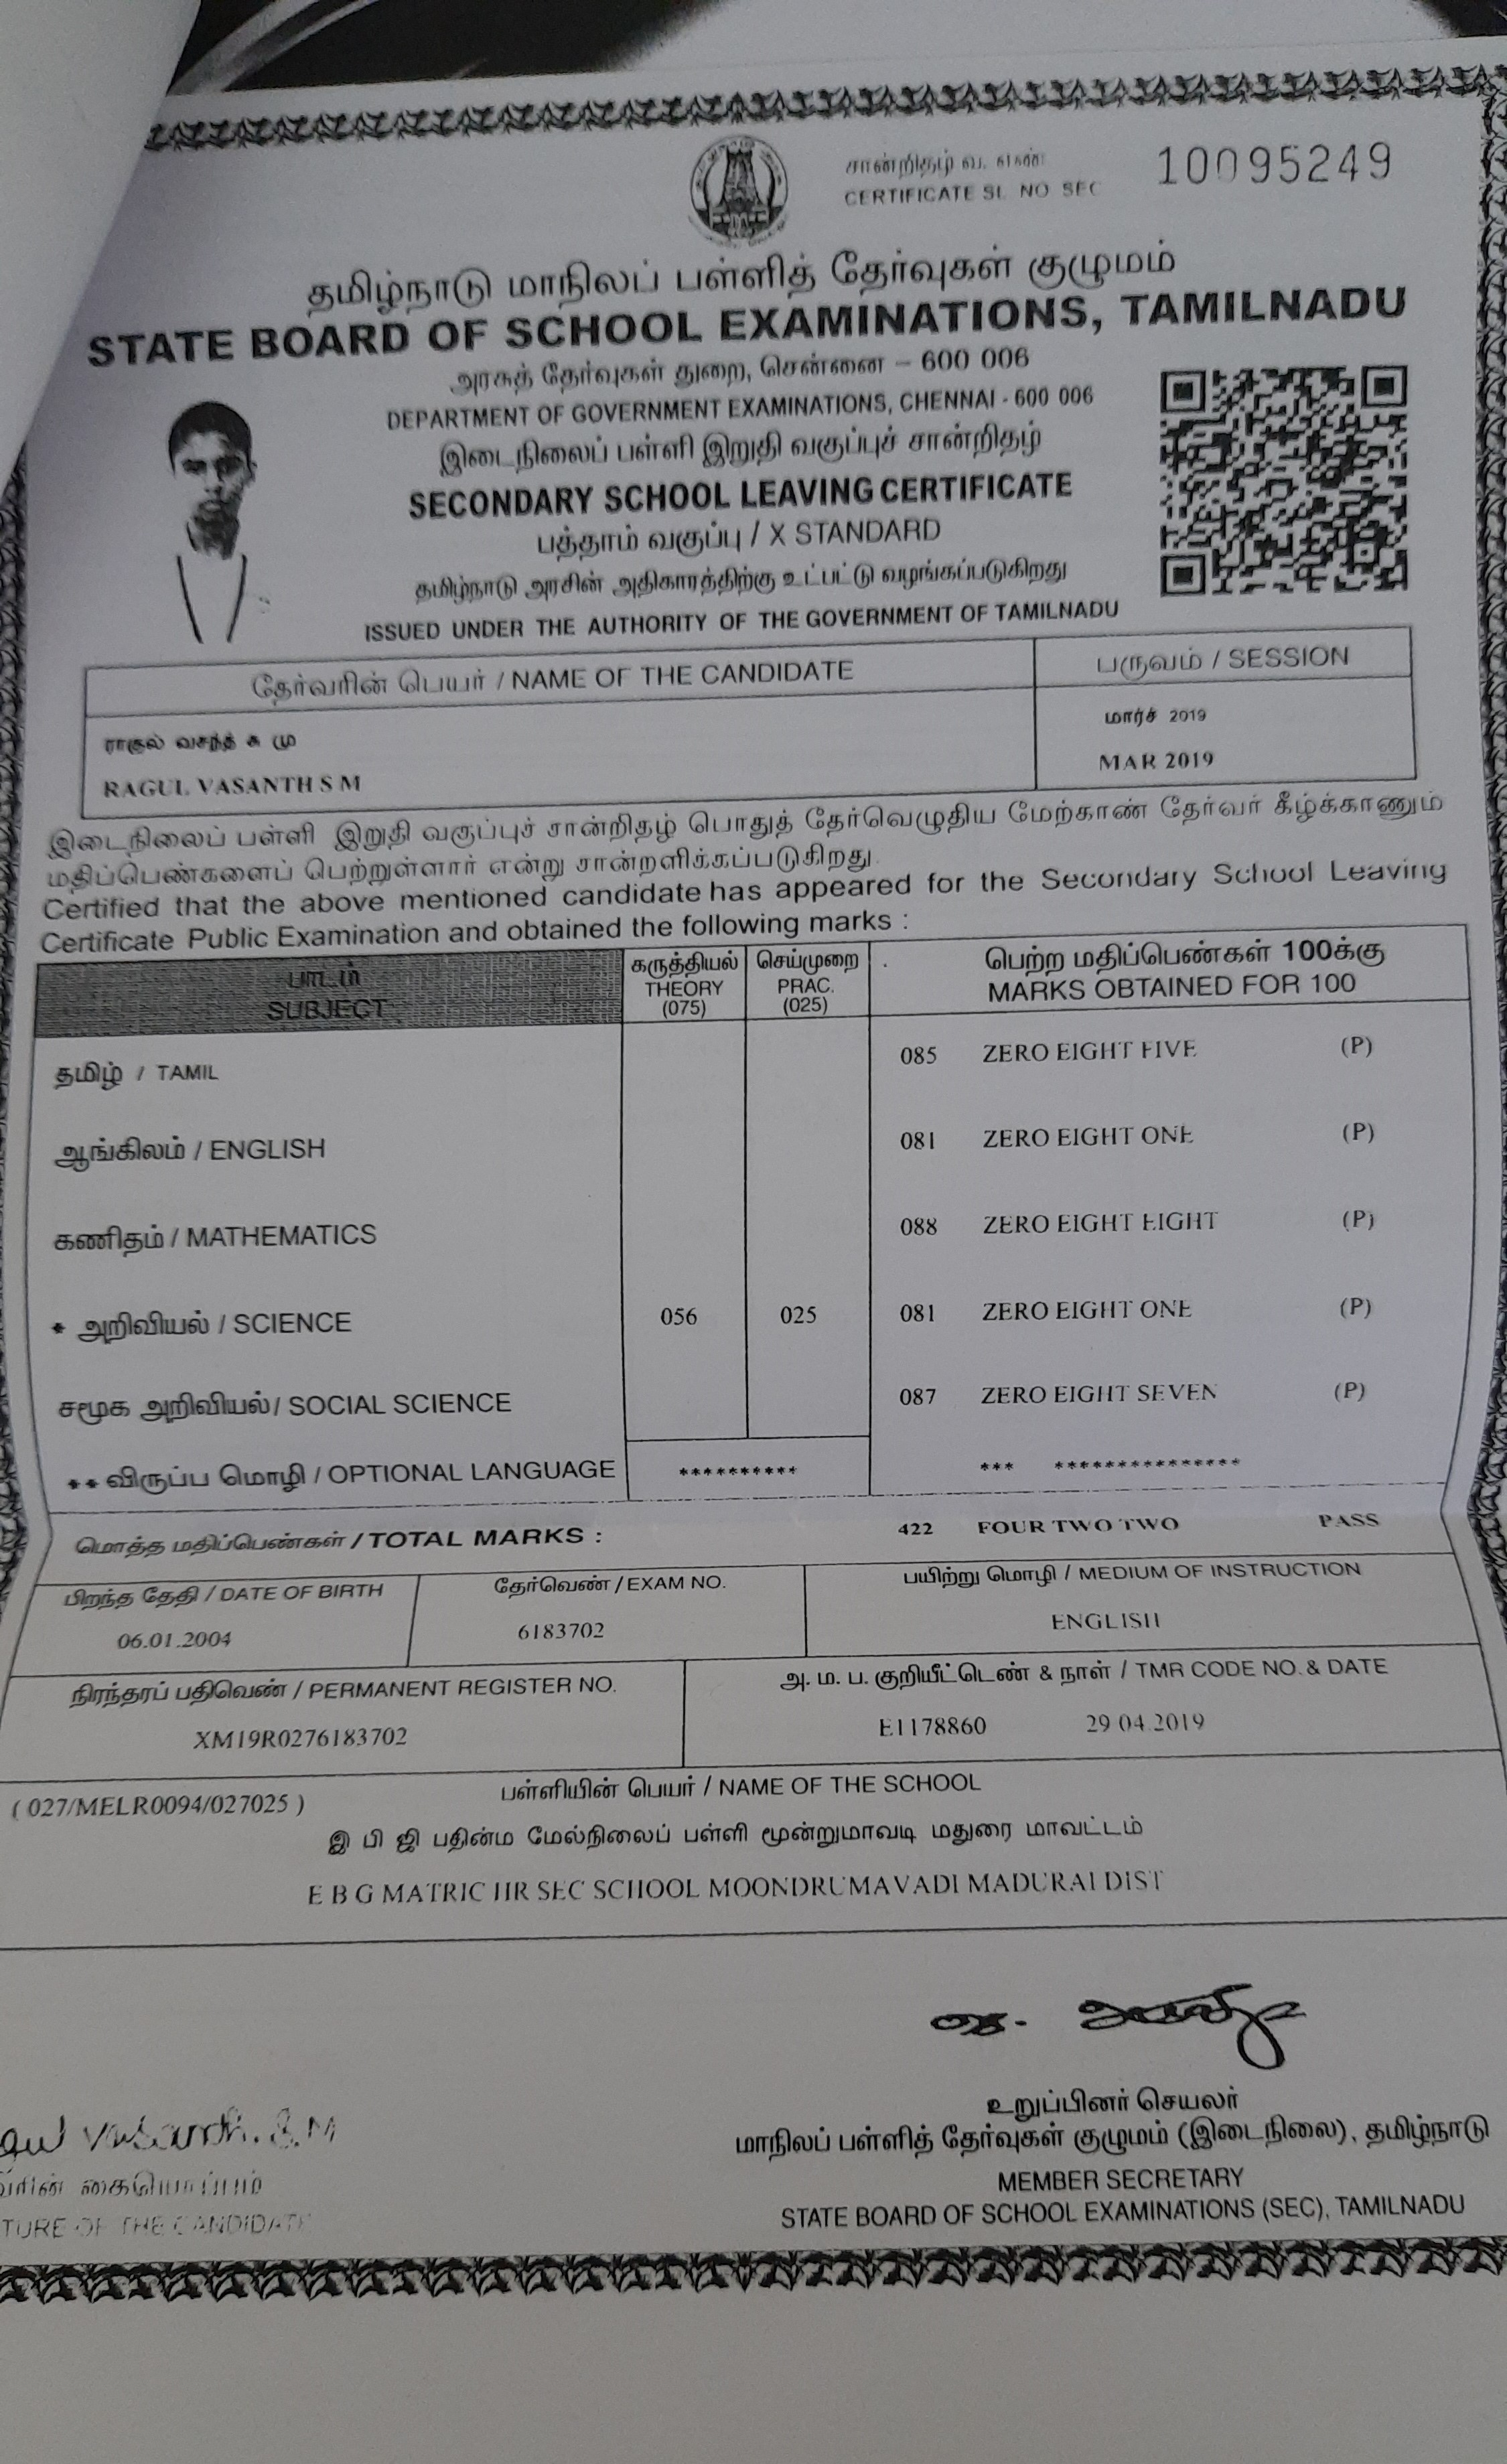 சான்றிதழ் வ. எண்
CERTIFICATE SL. NO SEC 10095249
தமிழ்நாடு மாநிலப் பள்ளித் தேர்வுகள் குழுமம்
STATE BOARD OF SCHOOL EXAMINATIONS, TAMILNADU
அரசுத் தேர்வுகள் துறை, சென்னை – 600 006
DEPARTMENT OF GOVERNMENT EXAMINATIONS, CHENNAI - 600 006
இடைநிலைப் பள்ளி இறுதி வகுப்புச் சான்றிதழ்
SECONDARY SCHOOL LEAVING CERTIFICATE
பத்தாம் வகுப்பு / X STANDARD
தமிழ்நாடு அரசின் அதிகாரத்திற்கு உட்பட்டு வழங்கப்படுகிறது
ISSUED UNDER THE AUTHORITY OF THE GOVERNMENT OF TAMILNADU
தேர்வரின் பெயர் / NAME OF THE CANDIDATE பருவம் / SESSION
ராகுல் வசந்த் சு மு மார்ச் 2019
RAGUL VASANTH S M MAR 2019
இடைநிலைப் பள்ளி இறுதி வகுப்புச் சான்றிதழ் பொதுத் தேர்வெழுதிய மேற்காண் தேர்வர் கீழ்க்காணும்
மதிப்பெண்களைப் பெற்றுள்ளார் என்று சான்றளிக்கப்படுகிறது.
Certified that the above mentioned candidate has appeared for the Secondary School Leaving
Certificate Public Examination and obtained the following marks :
பாடம் கருத்தியல் செய்முறை பெற்ற மதிப்பெண்கள் 100க்கு
SUBJECT THEORY PRAC. MARKS OBTAINED FOR 100
(075) (025)
தமிழ் / TAMIL 085 ZERO EIGHT FIVE (P)
ஆங்கிலம் / ENGLISH 081 ZERO EIGHT ONE (P)
கணிதம் / MATHEMATICS 088 ZERO EIGHT EIGHT (P)
* அறிவியல் / SCIENCE 056 025 081 ZERO EIGHT ONE (P)
சமூக அறிவியல் / SOCIAL SCIENCE 087 ZERO EIGHT SEVEN (P)
** விருப்ப மொழி / OPTIONAL LANGUAGE ********** *** ***************
மொத்த மதிப்பெண்கள் / TOTAL MARKS : 422 FOUR TWO TWO PASS
பிறந்த தேதி / DATE OF BIRTH தேர்வெண் / EXAM NO. பயிற்று மொழி / MEDIUM OF INSTRUCTION
06.01.2004 6183702 ENGLISH
நிரந்தரப் பதிவெண் / PERMANENT REGISTER NO. அ. ம. ப. குறியீட்டெண் & நாள் / TMR CODE NO. & DATE
XM19R0276183702 E1178860 29.04.2019
பள்ளியின் பெயர் / NAME OF THE SCHOOL
( 027/MELR0094/027025 )
இ பி ஜி பதின்ம மேல்நிலைப் பள்ளி மூன்றுமாவடி மதுரை மாவட்டம்
E B G MATRIC HR SEC SCHOOL MOONDRUMAVADI MADURAI DIST
Vasandh. S.M
கையொப்பம்
OF THE CANDIDATE
உறுப்பினர் செயலர்
மாநிலப் பள்ளித் தேர்வுகள் குழுமம் (இடைநிலை), தமிழ்நாடு
MEMBER SECRETARY
STATE BOARD OF SCHOOL EXAMINATIONS (SEC), TAMILNADU